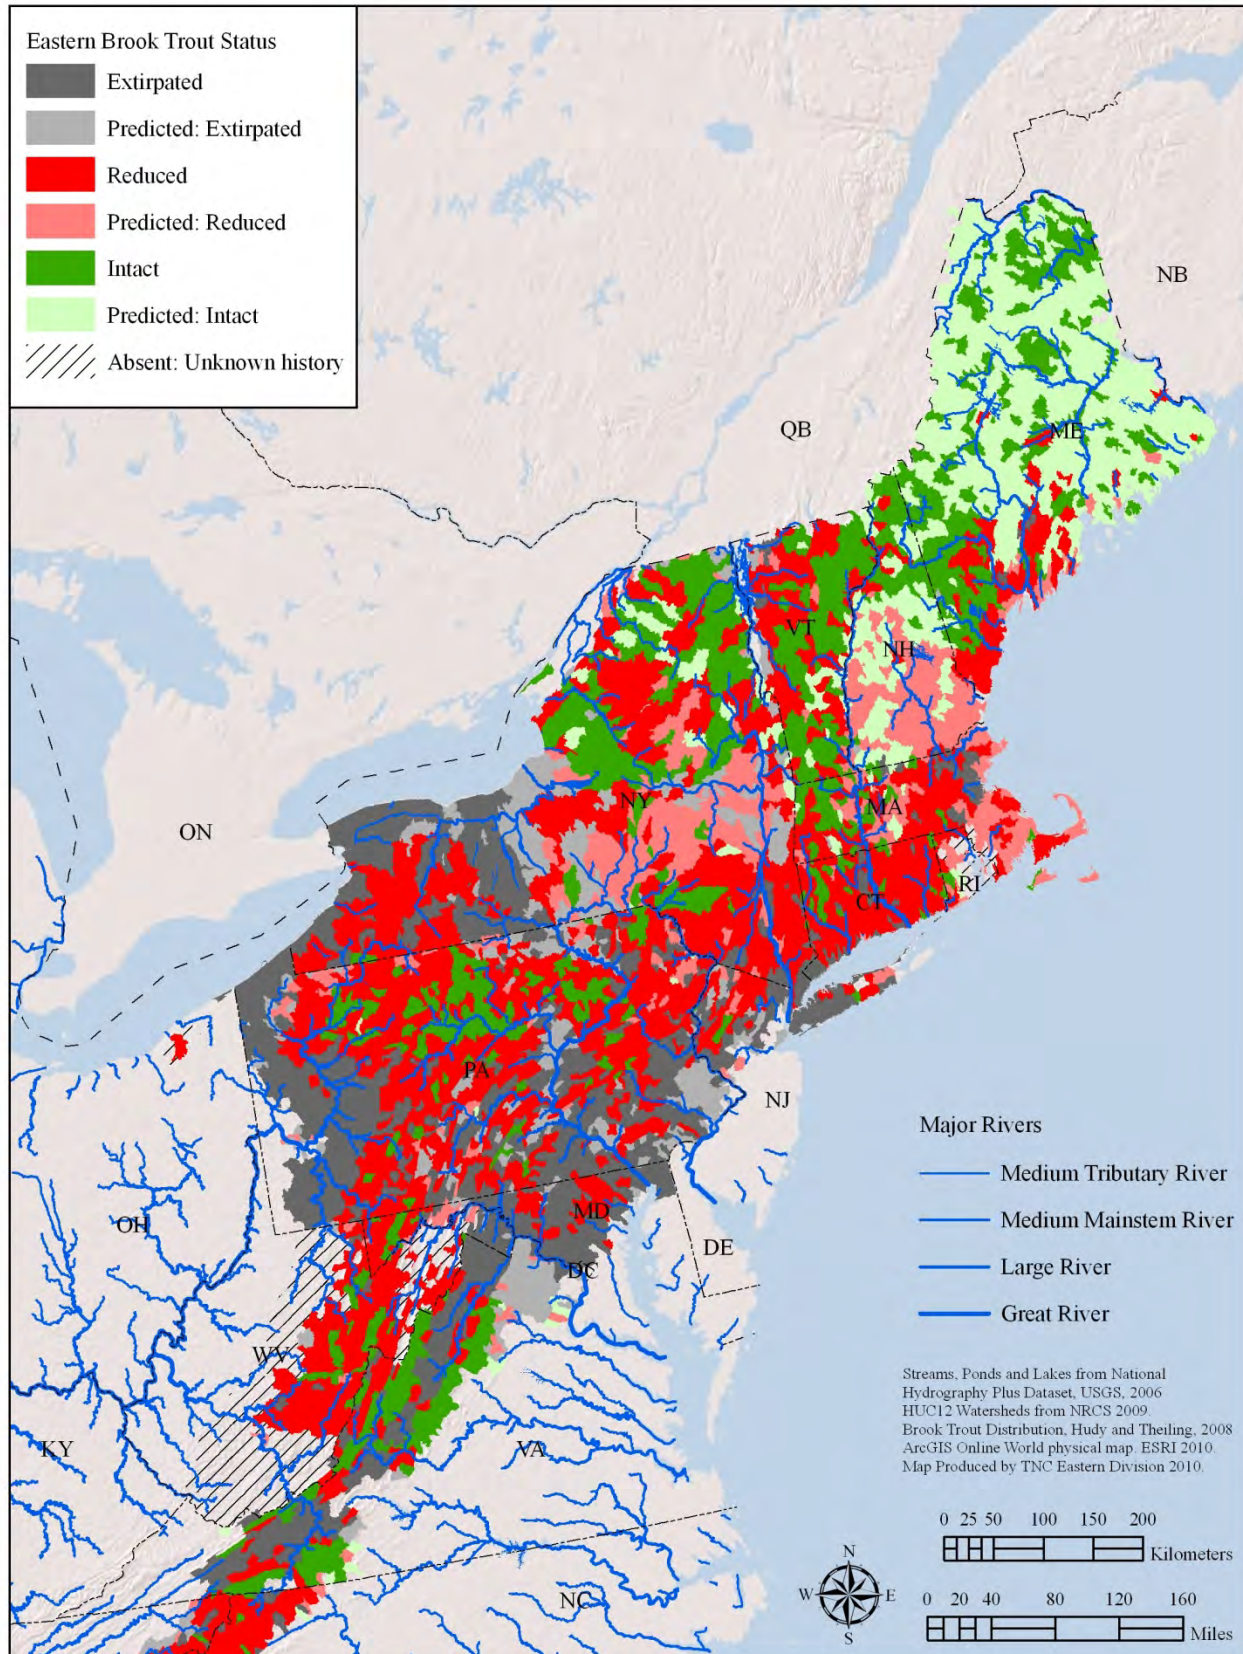 Eastern Brook Trout Status
Extirpated
Predicted: Extirpated
Reduced
Predicted: Reduced
Intact
Predicted: Intact
Absent: Unknown history
NB
QB
ME
VT
NH
NY
MA
ON
RI
CT
PA
NJ
OH
MD
DE
DC
WV
VA
KY
NC
Major Rivers
Medium Tributary River
Medium Mainstem River
Large River
Great River
Streams, Ponds and Lakes from National
Hydrography Plus Dataset, USGS, 2006
HUC12 Watersheds from NRCS 2009.
Brook Trout Distribution, Hudy and Theiling, 2008
ArcGIS Online World physical map. ESRI 2010.
Map Produced by TNC Eastern Division 2010.
0 25 50 100 150 200
Kilometers
0 20 40 80 120 160
Miles
N
W E
S